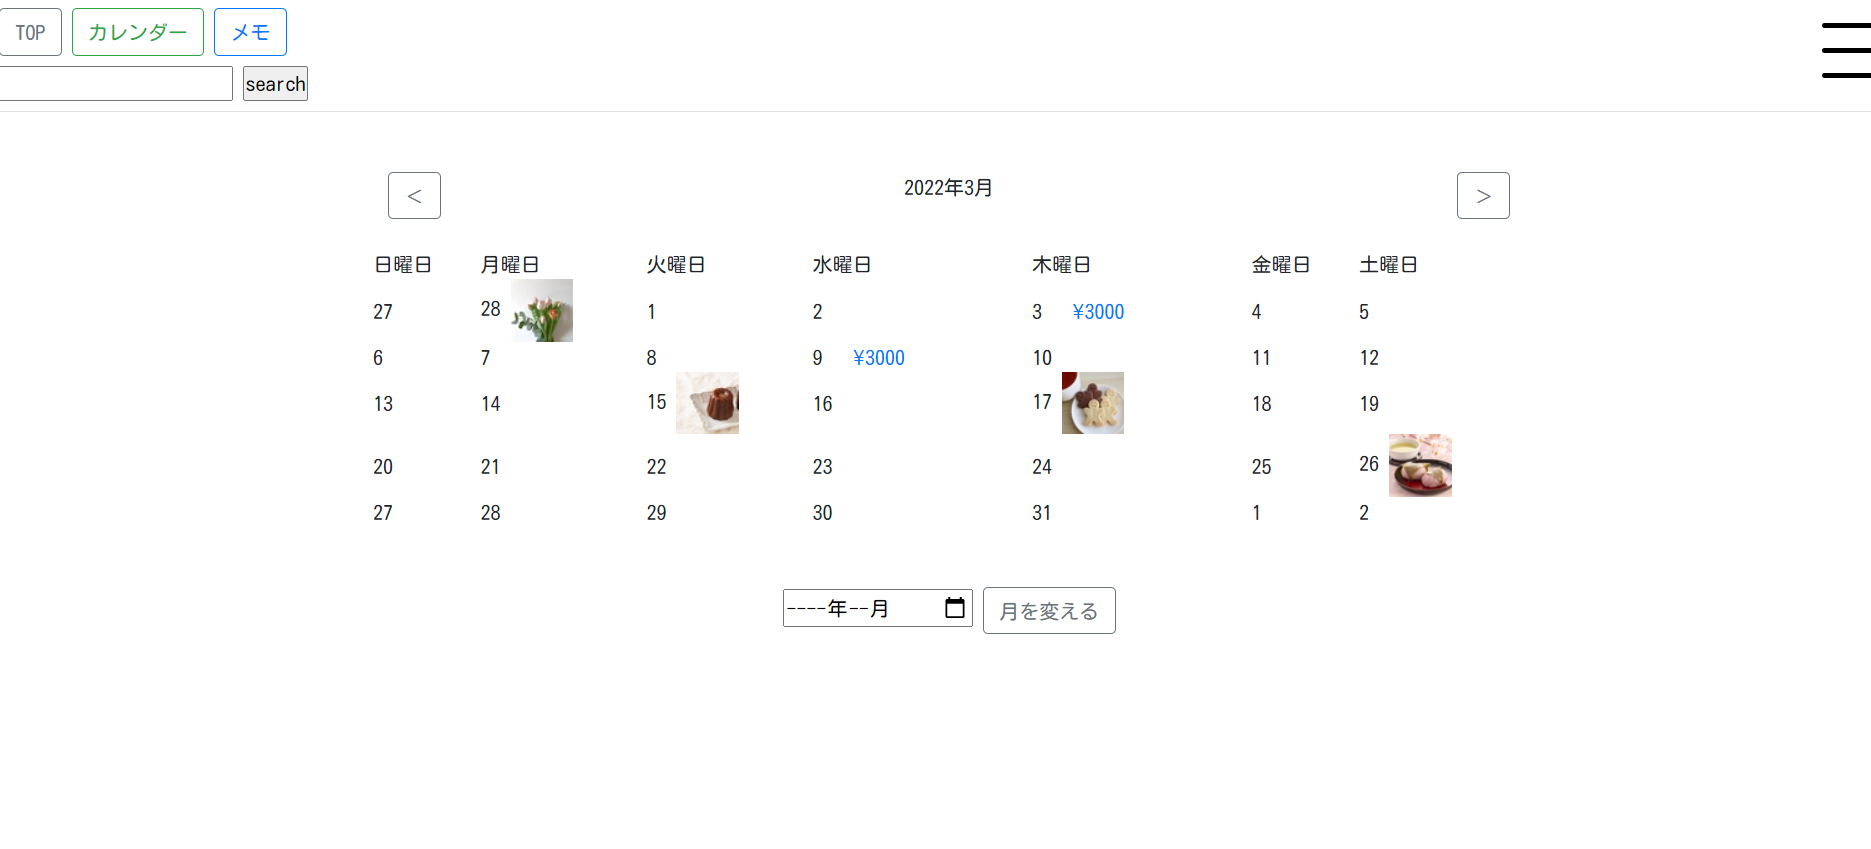 TOP カレンダー メモ
search
< 2022年3月 >
日曜日 月曜日 火曜日 水曜日 木曜日 金曜日 土曜日
27 28 1 2 3 ¥3000 4 5
6 7 8 9 ¥3000 10 11 12
13 14 15 16 17 18 19
20 21 22 23 24 25 26
27 28 29 30 31 1 2
----年--月 月を変える